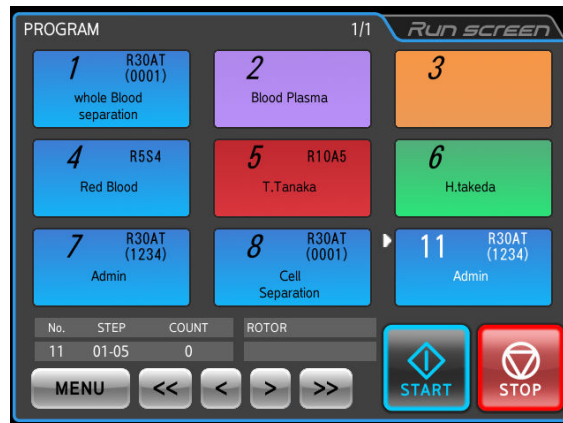 PROGRAM 1/1 Run screen
1 R30AT
(0001)
whole Blood
separation
2
Blood Plasma
3
4 R5S4
Red Blood
5 R10A5
T.Tanaka
6
H.takeda
7 R30AT
(1234)
Admin
8 R30AT
(0001)
Cell
Separation
11 R30AT
(1234)
Admin
No. STEP COUNT ROTOR
11 01-05 0
MENU << < > >>
START
STOP